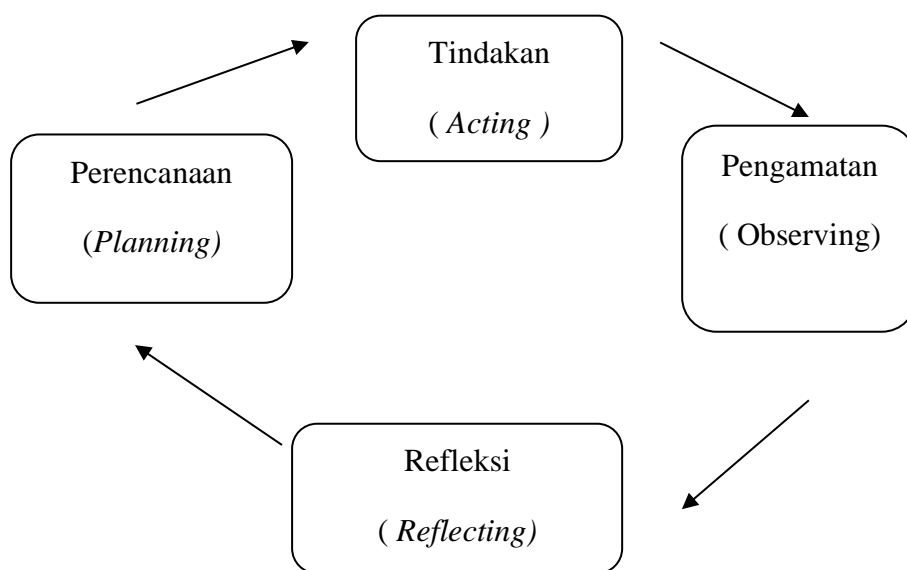 Tindakan
( Acting )
Perencanaan
(Planning)
Pengamatan
( Observing)
Refleksi
( Reflecting)